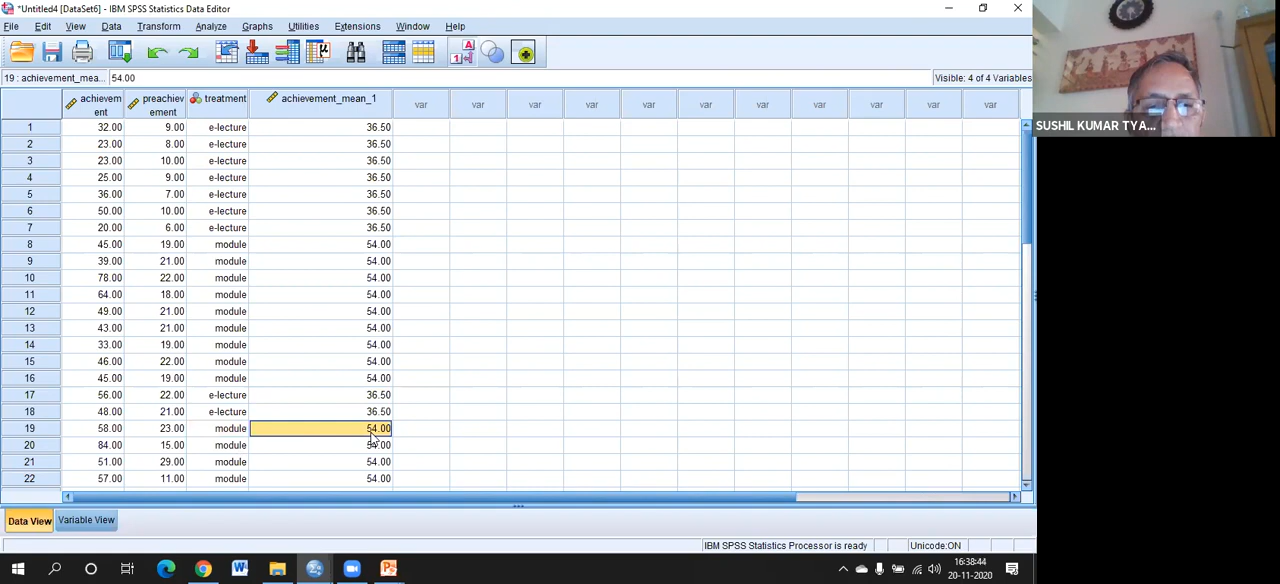 *Untitled4 [DataSet6] - IBM SPSS Statistics Data Editor
File Edit View Data Transform Analyze Graphs Utilities Extensions Window Help
19 : achievement_mea... 54.00 Visible: 4 of 4 Variables
achievem ent preachiev ement treatment achievement_mean_1 var var var var var var var var var var var
1 32.00 9.00 e-lecture 36.50
2 23.00 8.00 e-lecture 36.50
3 23.00 10.00 e-lecture 36.50
4 25.00 9.00 e-lecture 36.50
5 36.00 7.00 e-lecture 36.50
6 50.00 10.00 e-lecture 36.50
7 20.00 6.00 e-lecture 36.50
8 45.00 19.00 module 54.00
9 39.00 21.00 module 54.00
10 78.00 22.00 module 54.00
11 64.00 18.00 module 54.00
12 49.00 21.00 module 54.00
13 43.00 21.00 module 54.00
14 33.00 19.00 module 54.00
15 46.00 22.00 module 54.00
16 45.00 19.00 module 54.00
17 56.00 22.00 e-lecture 36.50
18 48.00 21.00 e-lecture 36.50
19 58.00 23.00 module 54.00
20 84.00 15.00 module 54.00
21 51.00 29.00 module 54.00
22 57.00 11.00 module 54.00
Data View Variable View
IBM SPSS Statistics Processor is ready Unicode:ON
16:38:44
20-11-2020
SUSHIL KUMAR TYA...